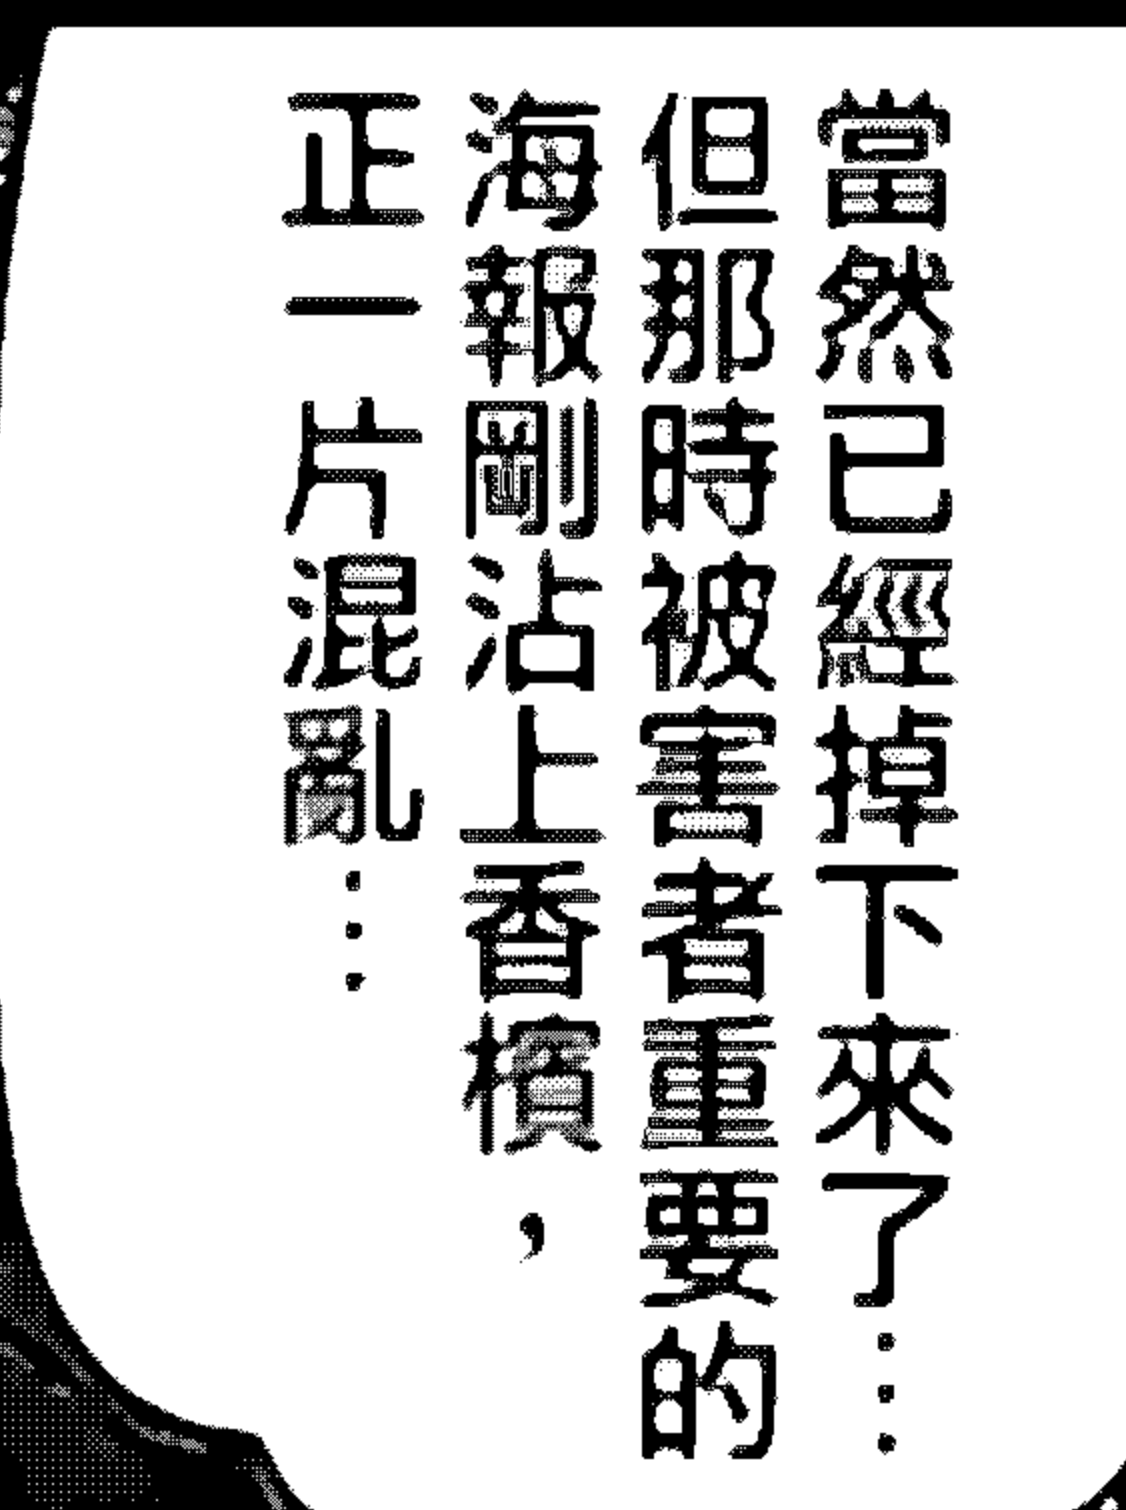 當然已經掉下來了…
但那時被害者重要的
海報剛沾上香檳，
正一片混亂…